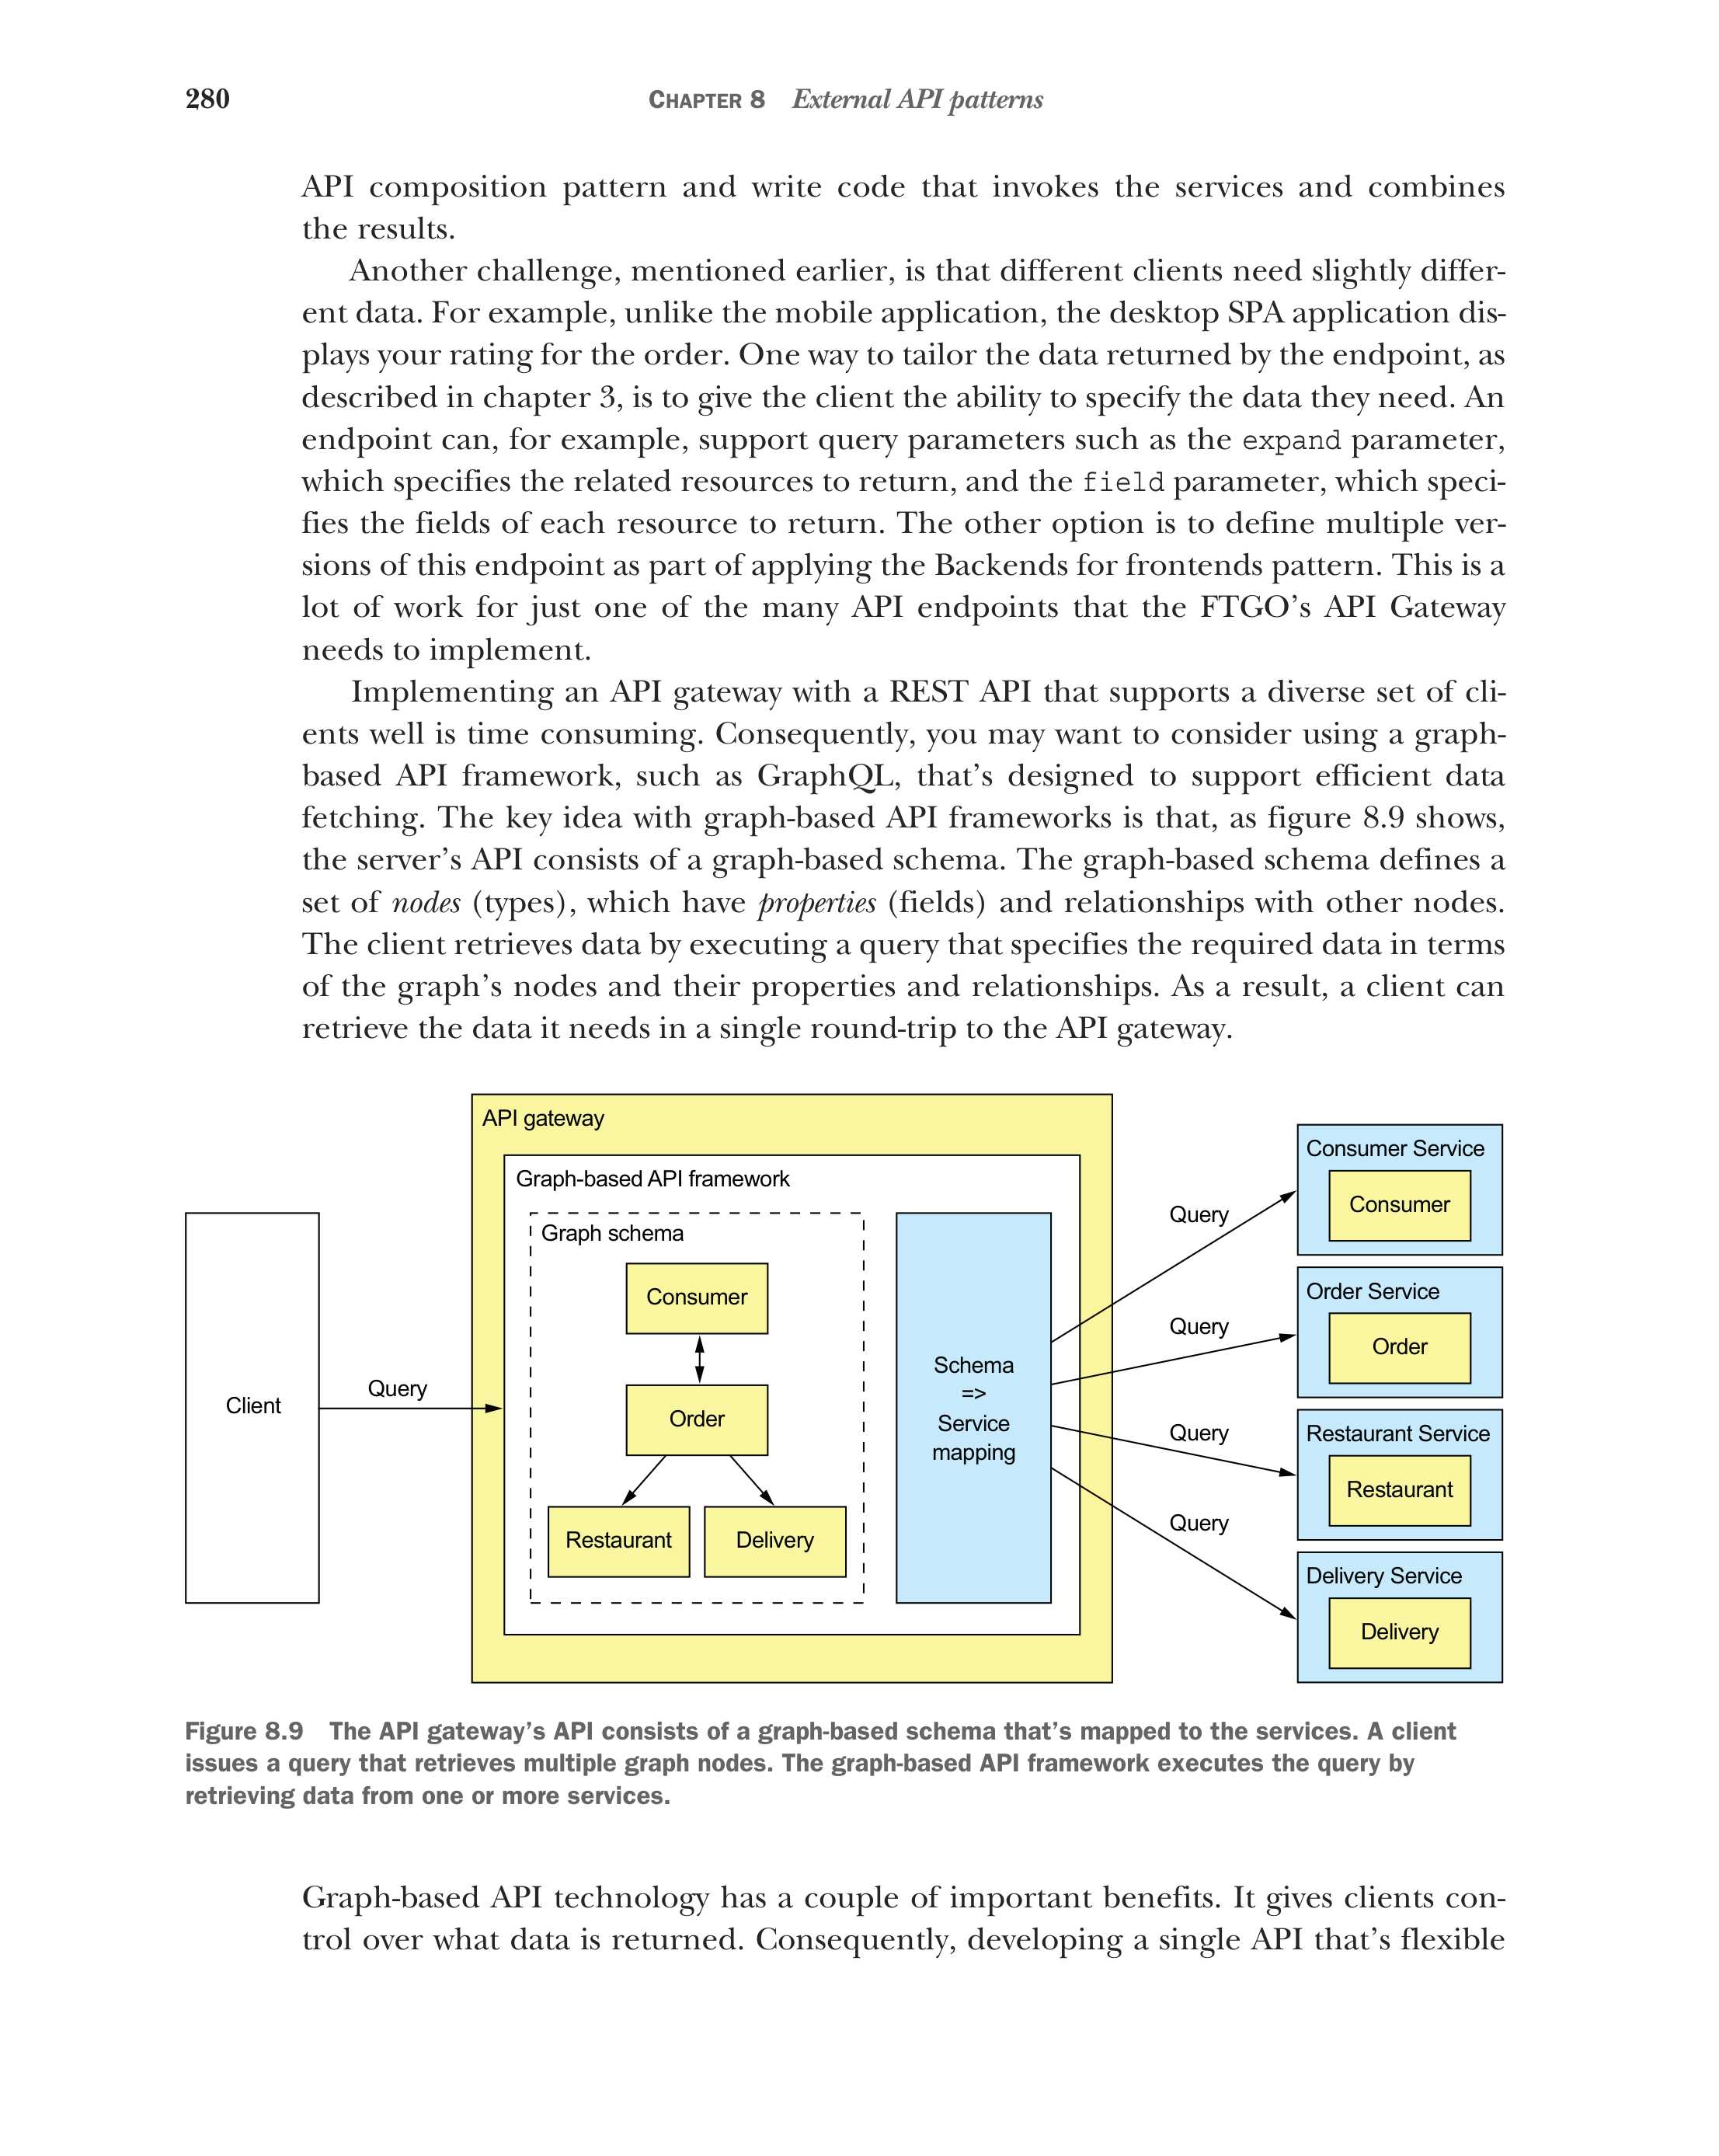 280
CHAPTER 8 External API patterns
API composition pattern and write code that invokes the services and combines
the results.
Another challenge, mentioned earlier, is that different clients need slightly differ-
ent data. For example, unlike the mobile application, the desktop SPA application dis-
plays your rating for the order. One way to tailor the data returned by the endpoint, as
described in chapter 3, is to give the client the ability to specify the data they need. An
endpoint can, for example, support query parameters such as the expand parameter,
which specifies the related resources to return, and the field parameter, which speci-
fies the fields of each resource to return. The other option is to define multiple ver-
sions of this endpoint as part of applying the Backends for frontends pattern. This is a
lot of work for just one of the many API endpoints that the FTGO’s API Gateway
needs to implement.
Implementing an API gateway with a REST API that supports a diverse set of cli-
ents well is time consuming. Consequently, you may want to consider using a graph-
based API framework, such as GraphQL, that’s designed to support efficient data
fetching. The key idea with graph-based API frameworks is that, as figure 8.9 shows,
the server’s API consists of a graph-based schema. The graph-based schema defines a
set of nodes (types), which have properties (fields) and relationships with other nodes.
The client retrieves data by executing a query that specifies the required data in terms
of the graph’s nodes and their properties and relationships. As a result, a client can
retrieve the data it needs in a single round-trip to the API gateway.
Client
Query
API gateway
Graph-based API framework
Graph schema
Consumer
Order
Restaurant
Delivery
Schema
=>
Service
mapping
Query
Query
Query
Query
Consumer Service
Consumer
Order Service
Order
Restaurant Service
Restaurant
Delivery Service
Delivery
Figure 8.9 The API gateway’s API consists of a graph-based schema that’s mapped to the services. A client
issues a query that retrieves multiple graph nodes. The graph-based API framework executes the query by
retrieving data from one or more services.
Graph-based API technology has a couple of important benefits. It gives clients con-
trol over what data is returned. Consequently, developing a single API that’s flexible